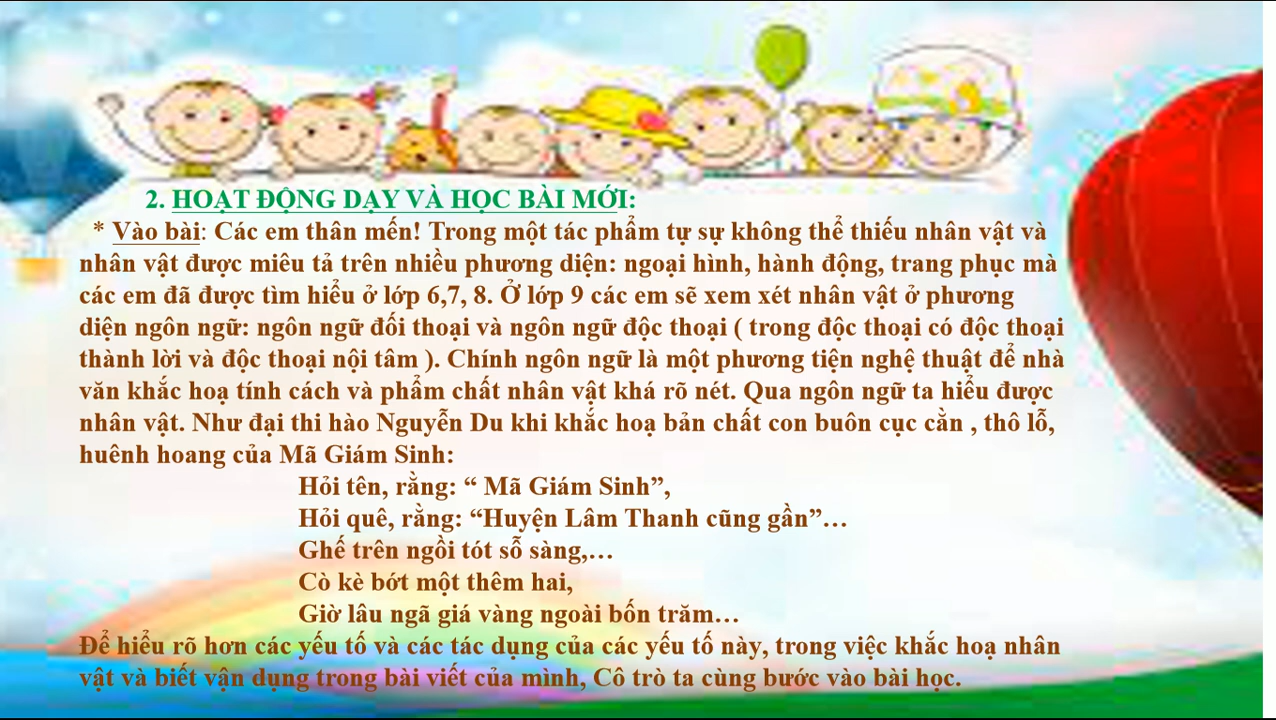 2. HOẠT ĐỘNG DẠY VÀ HỌC BÀI MỚI:
* Vào bài: Các em thân mến! Trong một tác phẩm tự sự không thể thiếu nhân vật và
nhân vật được miêu tả trên nhiều phương diện: ngoại hình, hành động, trang phục mà
các em đã được tìm hiểu ở lớp 6,7, 8. Ở lớp 9 các em sẽ xem xét nhân vật ở phương
diện ngôn ngữ: ngôn ngữ đối thoại và ngôn ngữ độc thoại ( trong độc thoại có độc thoại
thành lời và độc thoại nội tâm ). Chính ngôn ngữ là một phương tiện nghệ thuật để nhà
văn khắc hoạ tính cách và phẩm chất nhân vật khá rõ nét. Qua ngôn ngữ ta hiểu được
nhân vật. Như đại thi hào Nguyễn Du khi khắc hoạ bản chất con buôn cục cằn , thô lỗ,
huênh hoang của Mã Giám Sinh:
Hỏi tên, rằng: “ Mã Giám Sinh”,
Hỏi quê, rằng: “Huyện Lâm Thanh cũng gần”…
Ghế trên ngồi tót sỗ sàng,…
Cò kè bớt một thêm hai,
Giờ lâu ngã giá vàng ngoài bốn trăm…
Để hiểu rõ hơn các yếu tố và các tác dụng của các yếu tố này, trong việc khắc hoạ nhân
vật và biết vận dụng trong bài viết của mình, Cô trò ta cùng bước vào bài học.